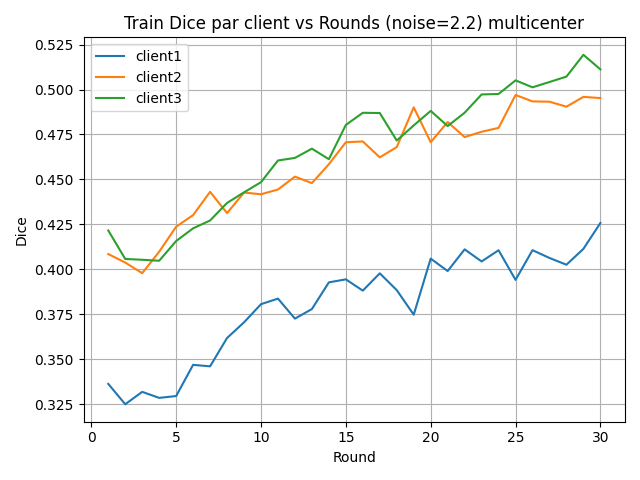 Train Dice par client vs Rounds (noise=2.2) multicenter
client1
client2
client3
Dice
0.525
0.500
0.475
0.450
0.425
0.400
0.375
0.350
0.325
0 5 10 15 20 25 30
Round